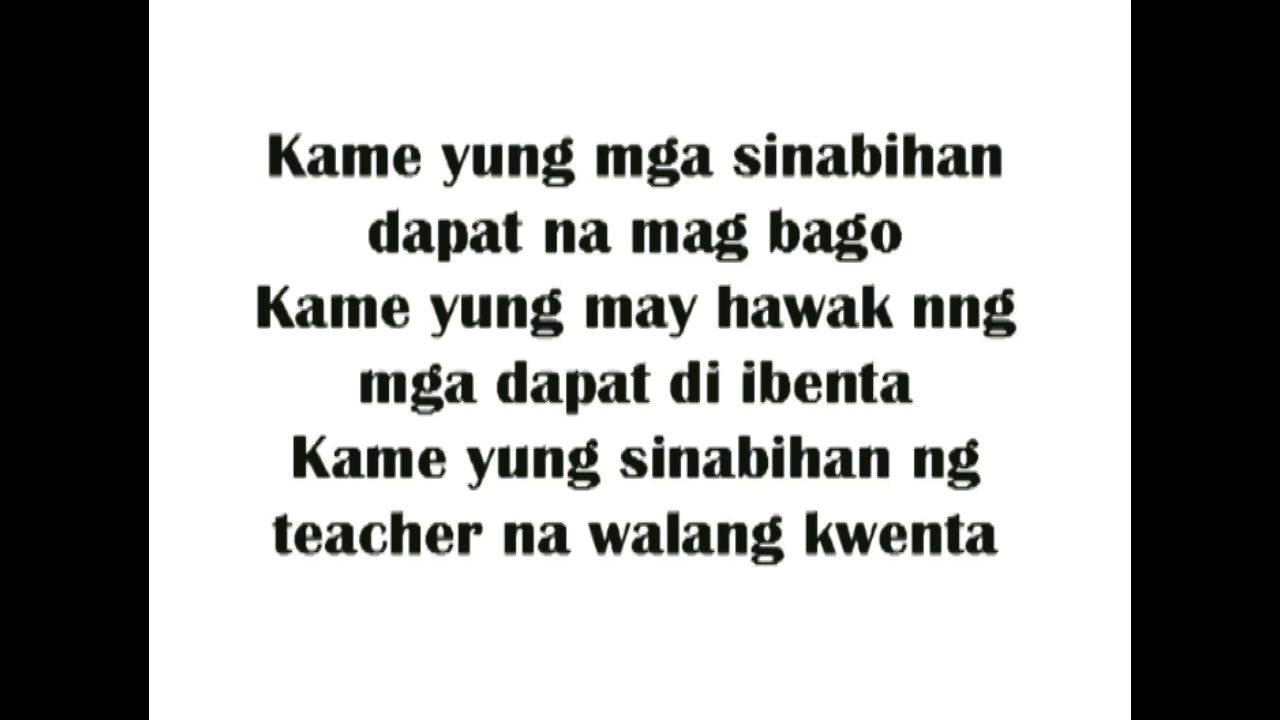 Kame yung mga sinabihan
dapat na mag bago
Kame yung may hawak nng
mga dapat di ibenta
Kame yung sinabihan ng
teacher na walang kwenta